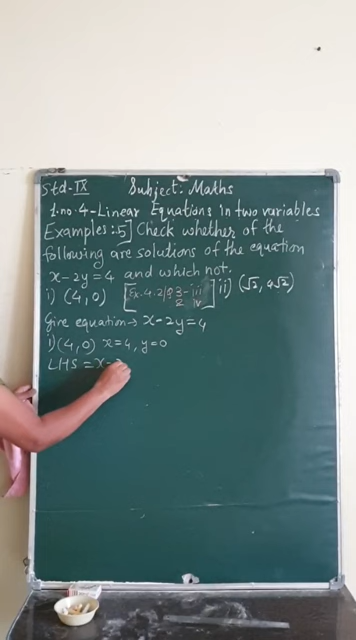 Std-IX Subject: Maths
1.no.4-Linear Equations in two variables
Examples:5] Check whether of the
following are solutions of the equation
x-2y=4 and which not.
i) (4,0) [Ex.4.2/Q3-iii iv] ii) (√2, 4√2)
Give equation→ x-2y=4
i) (4,0) x=4, y=0
LHS = x-2